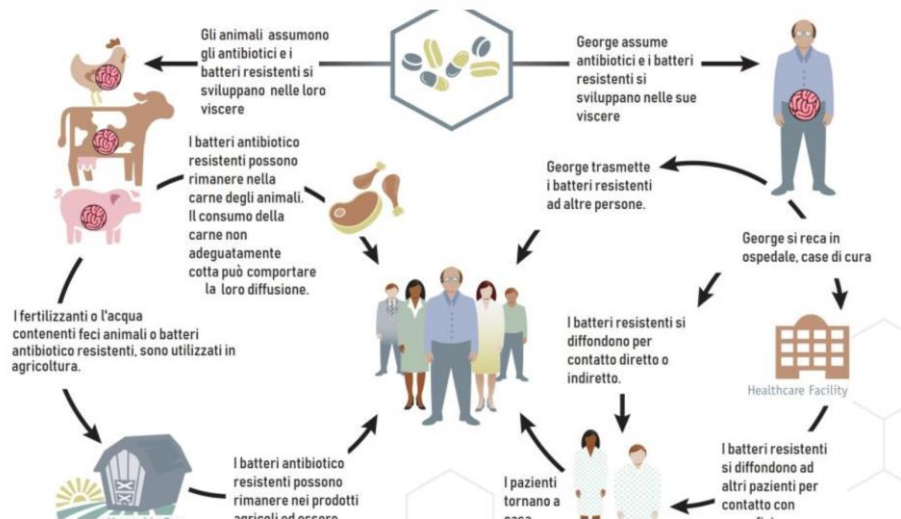 Gli animali assumono
gli antibiotici e i
batteri resistenti si
sviluppano nelle loro
viscere
George assume
antibiotici e i batteri
resistenti si
sviluppano nelle sue
viscere
I batteri antibiotico
resistenti possono
rimanere nella
carne degli animali.
Il consumo della
carne non
adeguatamente
cotta può comportare
la loro diffusione.
George trasmette
i batteri resistenti
ad altre persone.
George si reca in
ospedale, case di cura
I fertilizzanti o l'acqua
contenenti feci animali o batteri
antibiotico resistenti, sono utilizzati in
agricoltura.
I batteri resistenti si
diffondono per
contatto diretto o
indiretto.
Healthcare Facility
I batteri antibiotico
resistenti possono
rimanere nei prodotti
agricoli ed essere
I pazienti
tornano a
casa
I batteri resistenti
si diffondono ad
altri pazienti per
contatto con